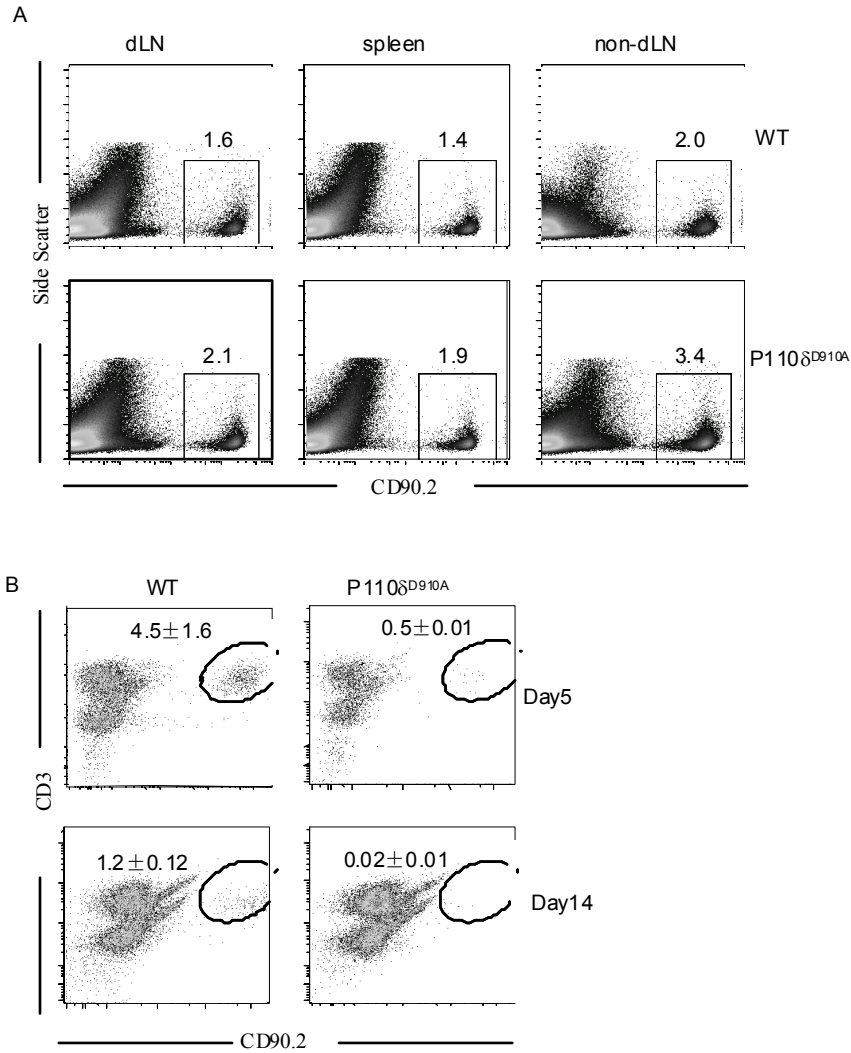 A
dLN spleen non-dLN
1.6 1.4 2.0 WT
Side Scatter
2.1 1.9 3.4 P110δD910A
CD90.2
B
WT P110δD910A
4.5±1.6 0.5±0.01
Day5
CD3
1.2±0.12 0.02±0.01
Day14
CD90.2